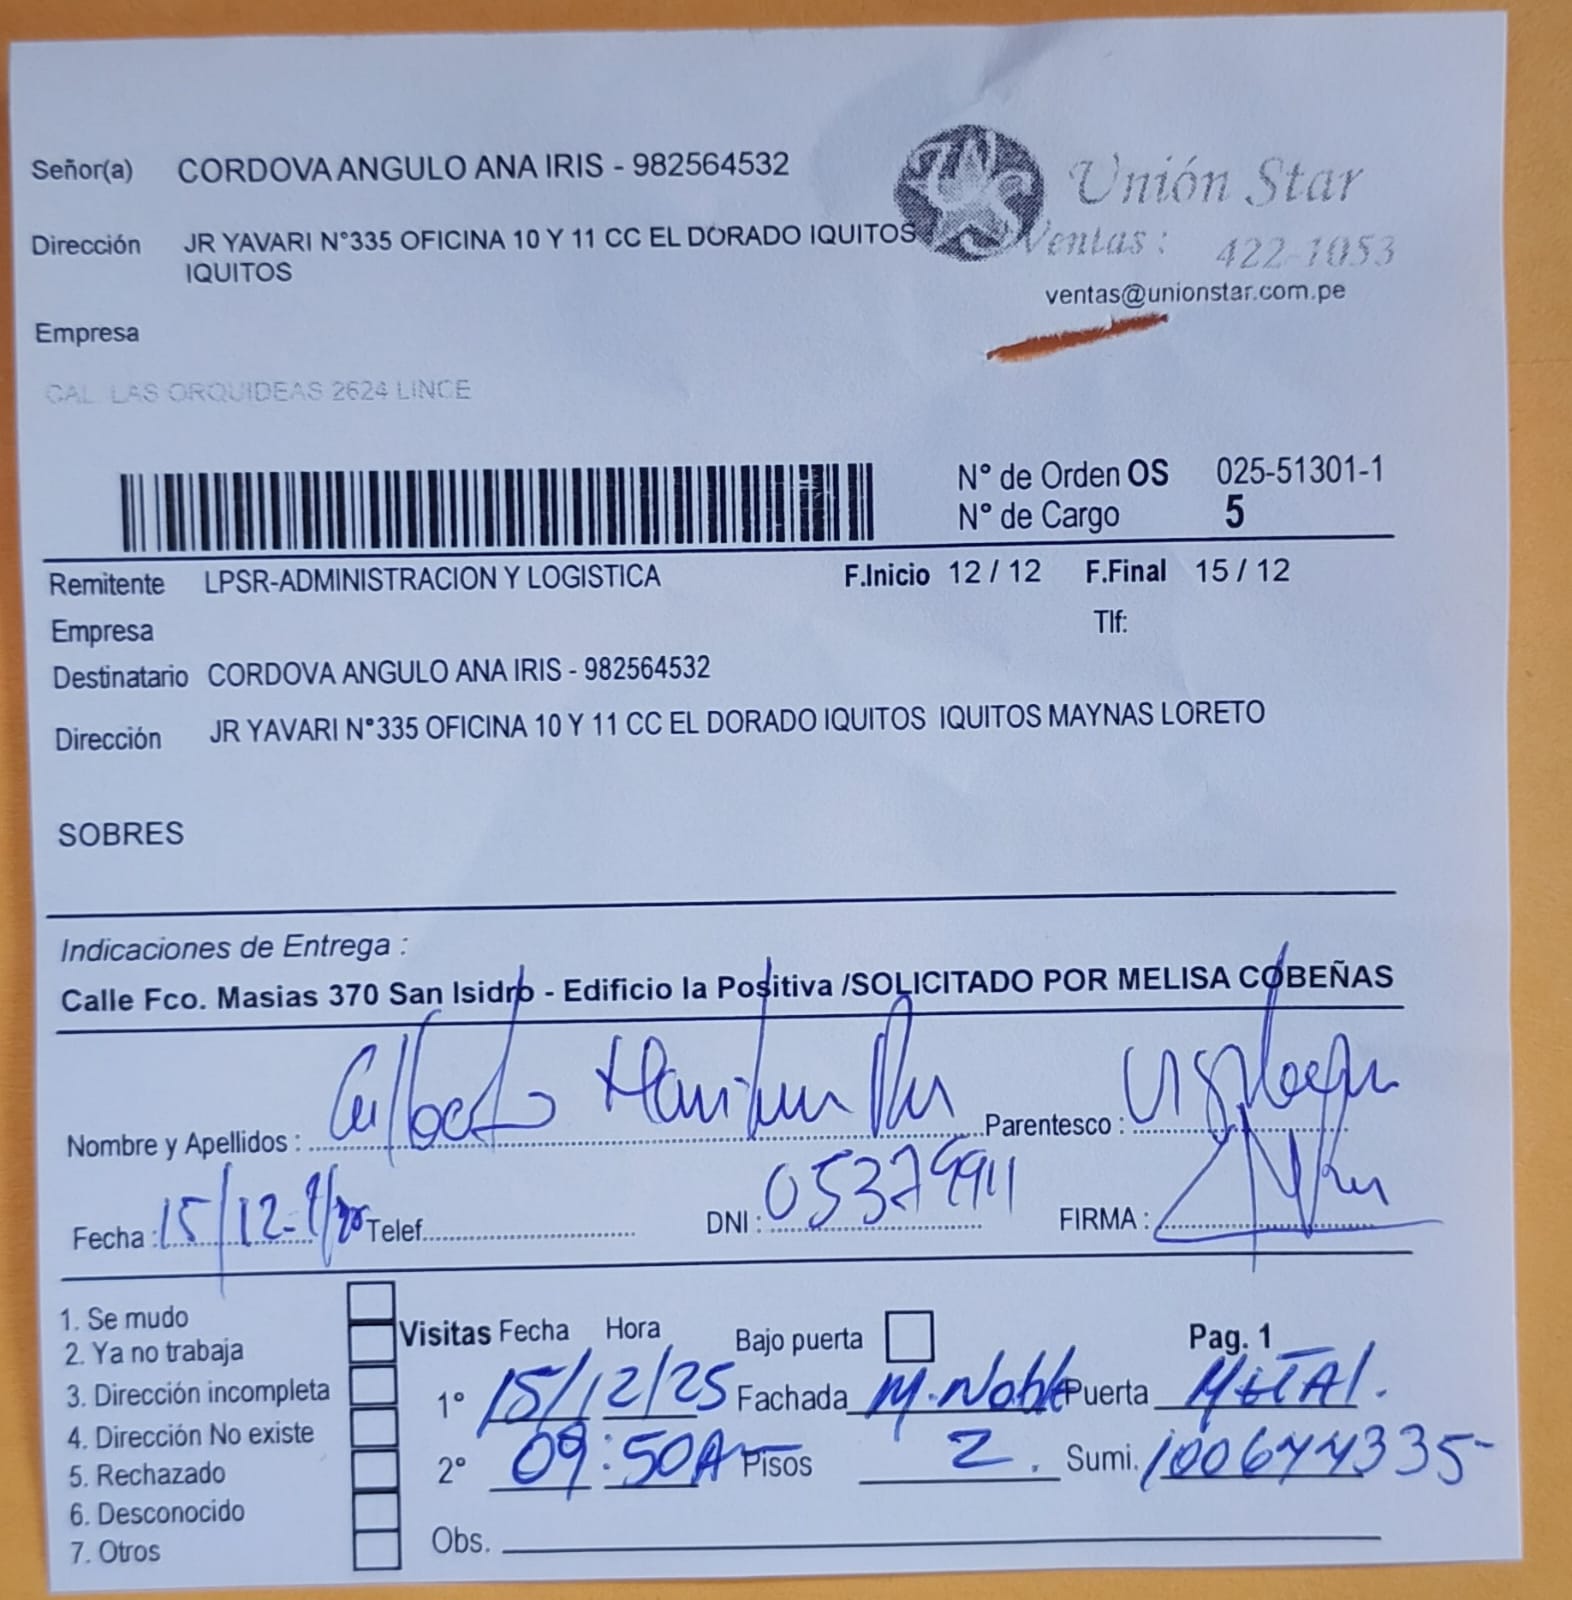 Señor(a) CORDOVA ANGULO ANA IRIS - 982564532
Unión Star
Dirección JR YAVARI N°335 OFICINA 10 Y 11 CC EL DORADO IQUITOS
IQUITOS
Ventas: 422-1053
ventas@unionstar.com.pe
Empresa
CAL LAS ORQUIDEAS 2624 LINCE
N° de Orden OS 025-51301-1
N° de Cargo 5
Remitente LPSR-ADMINISTRACION Y LOGISTICA F.Inicio 12 / 12 F.Final 15 / 12
Empresa Tlf:
Destinatario CORDOVA ANGULO ANA IRIS - 982564532
Dirección JR YAVARI N°335 OFICINA 10 Y 11 CC EL DORADO IQUITOS IQUITOS MAYNAS LORETO
SOBRES
Indicaciones de Entrega :
Calle Fco. Masias 370 San Isidro - Edificio la Positiva /SOLICITADO POR MELISA COBEÑAS
Nombre y Apellidos : Parentesco :
Fecha : 15/12 Telef. DNI : FIRMA :
1. Se mudo
2. Ya no trabaja
3. Dirección incompleta
4. Dirección No existe
5. Rechazado
6. Desconocido
7. Otros
Visitas Fecha Hora Bajo puerta Pag. 1
1° 15/12/25 Fachada M. Noble Puerta Metal.
2° 09:50A Pisos 2. Sumi. 100644335-
Obs.